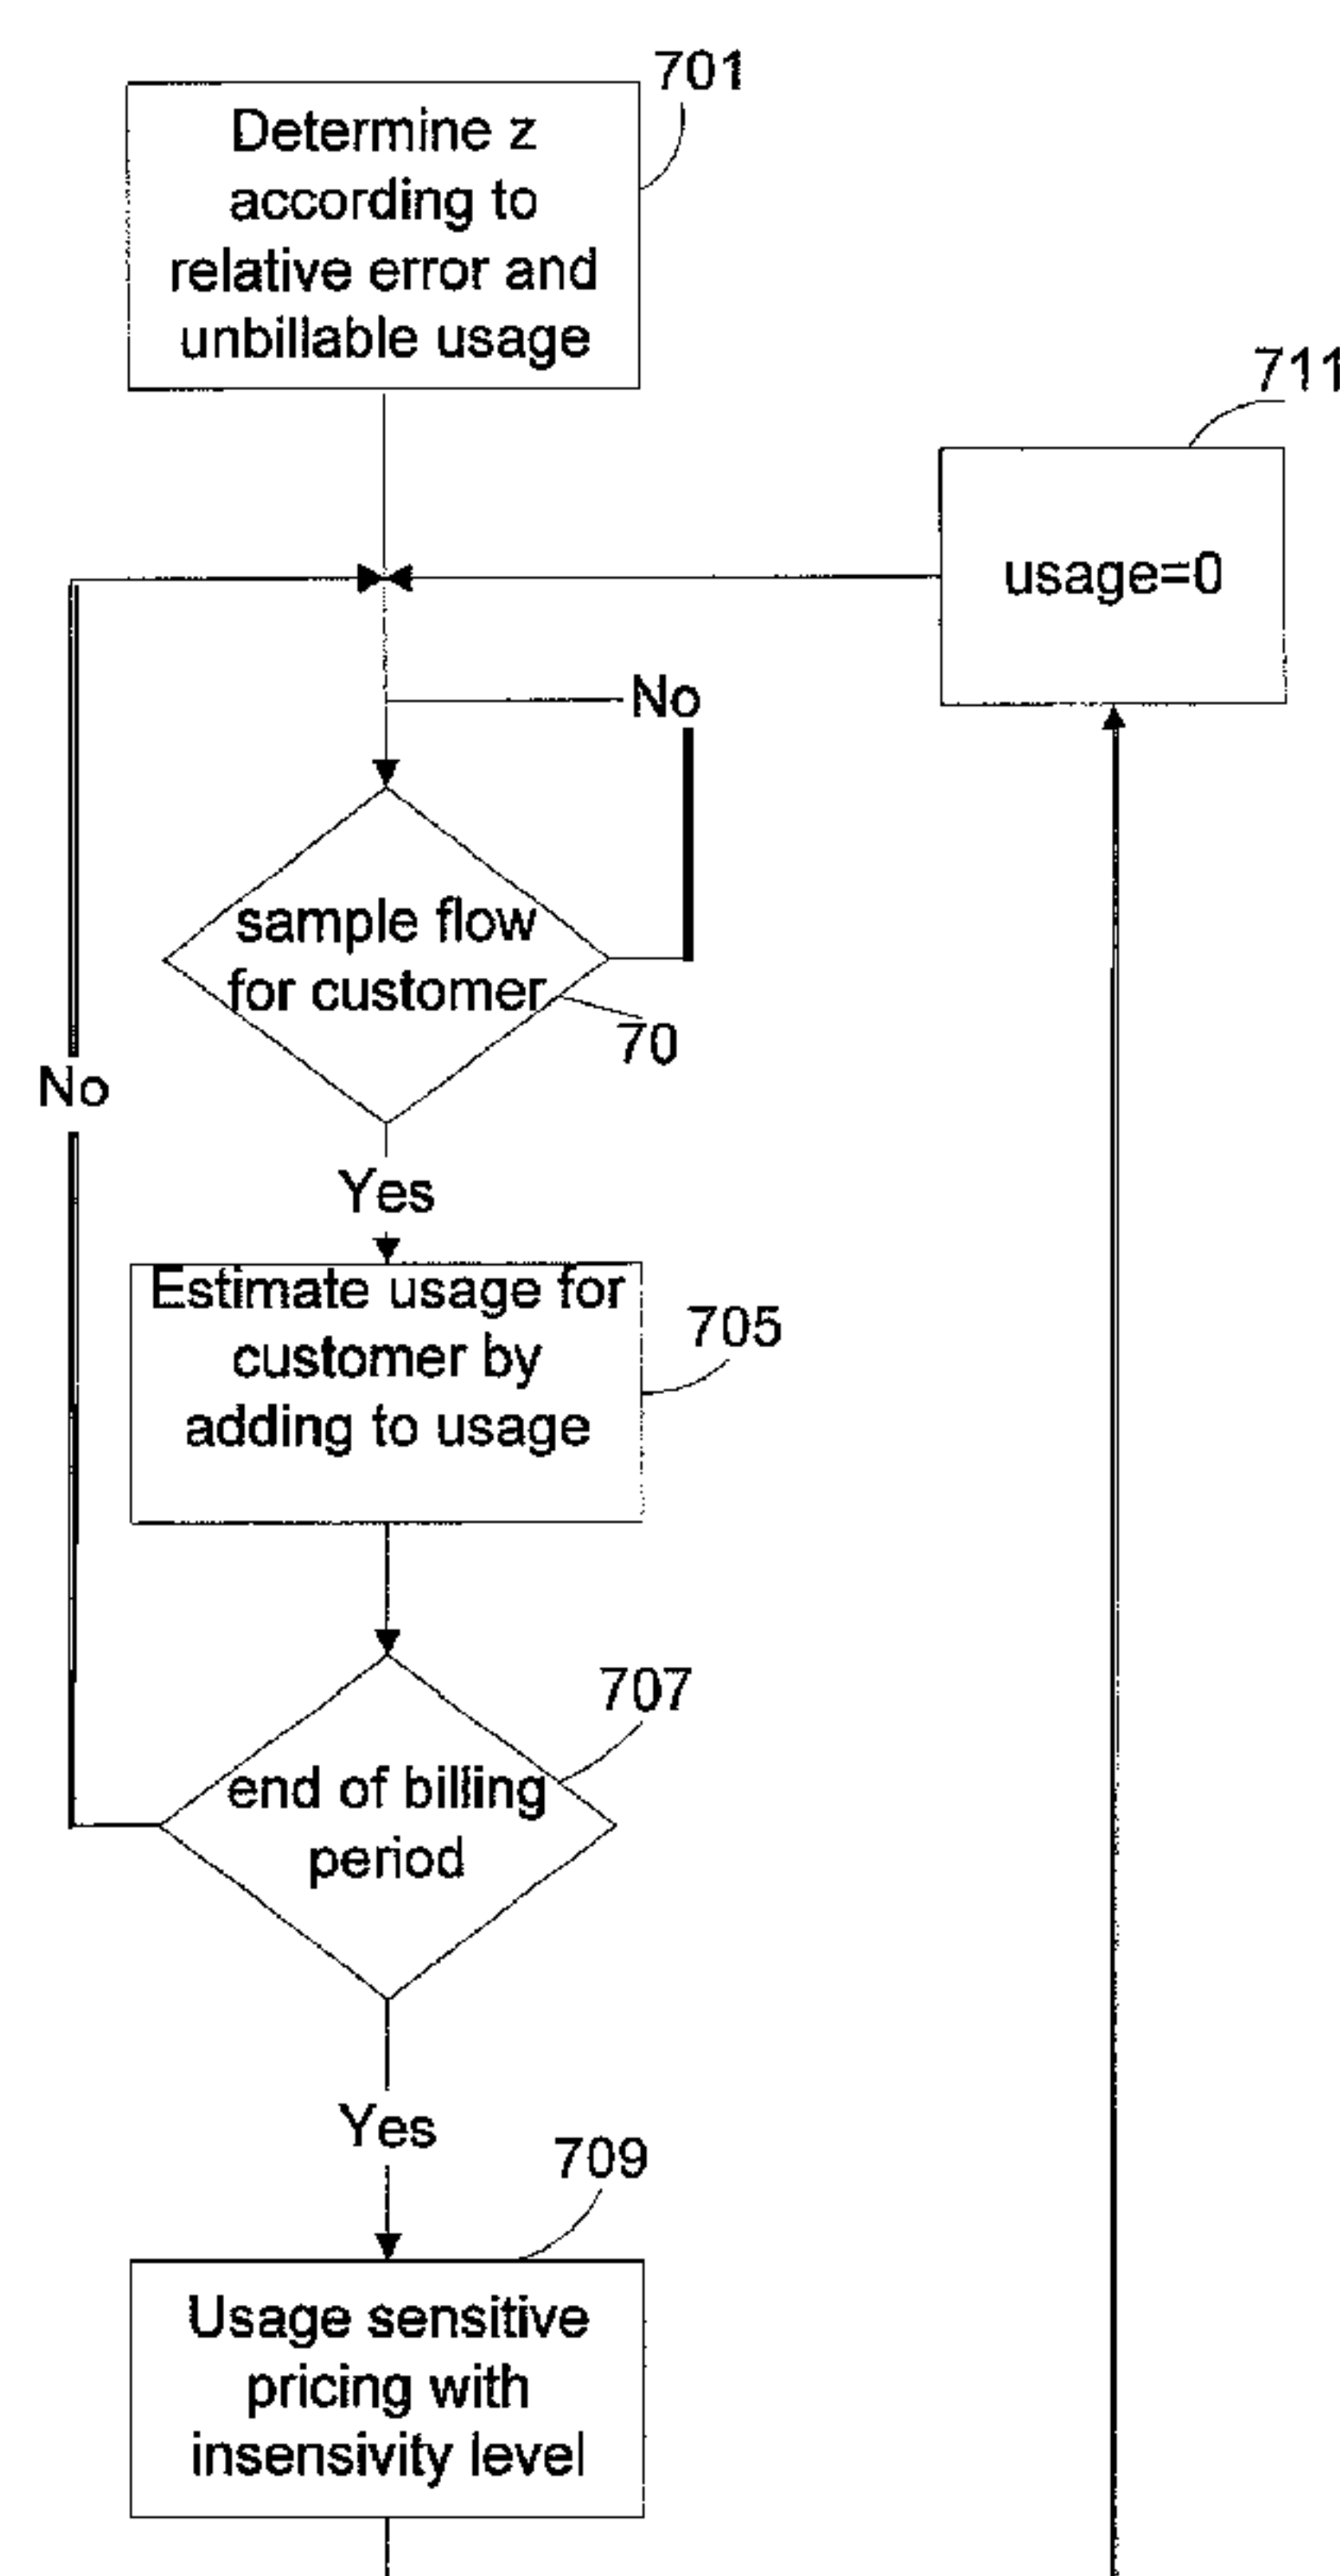 701
Determine z
according to
relative error and
unbillable usage
711
usage=0
No
sample flow
for customer
70
No
Yes
Estimate usage for
customer by
adding to usage
705
707
end of billing
period
Yes
709
Usage sensitive
pricing with
insensivity level